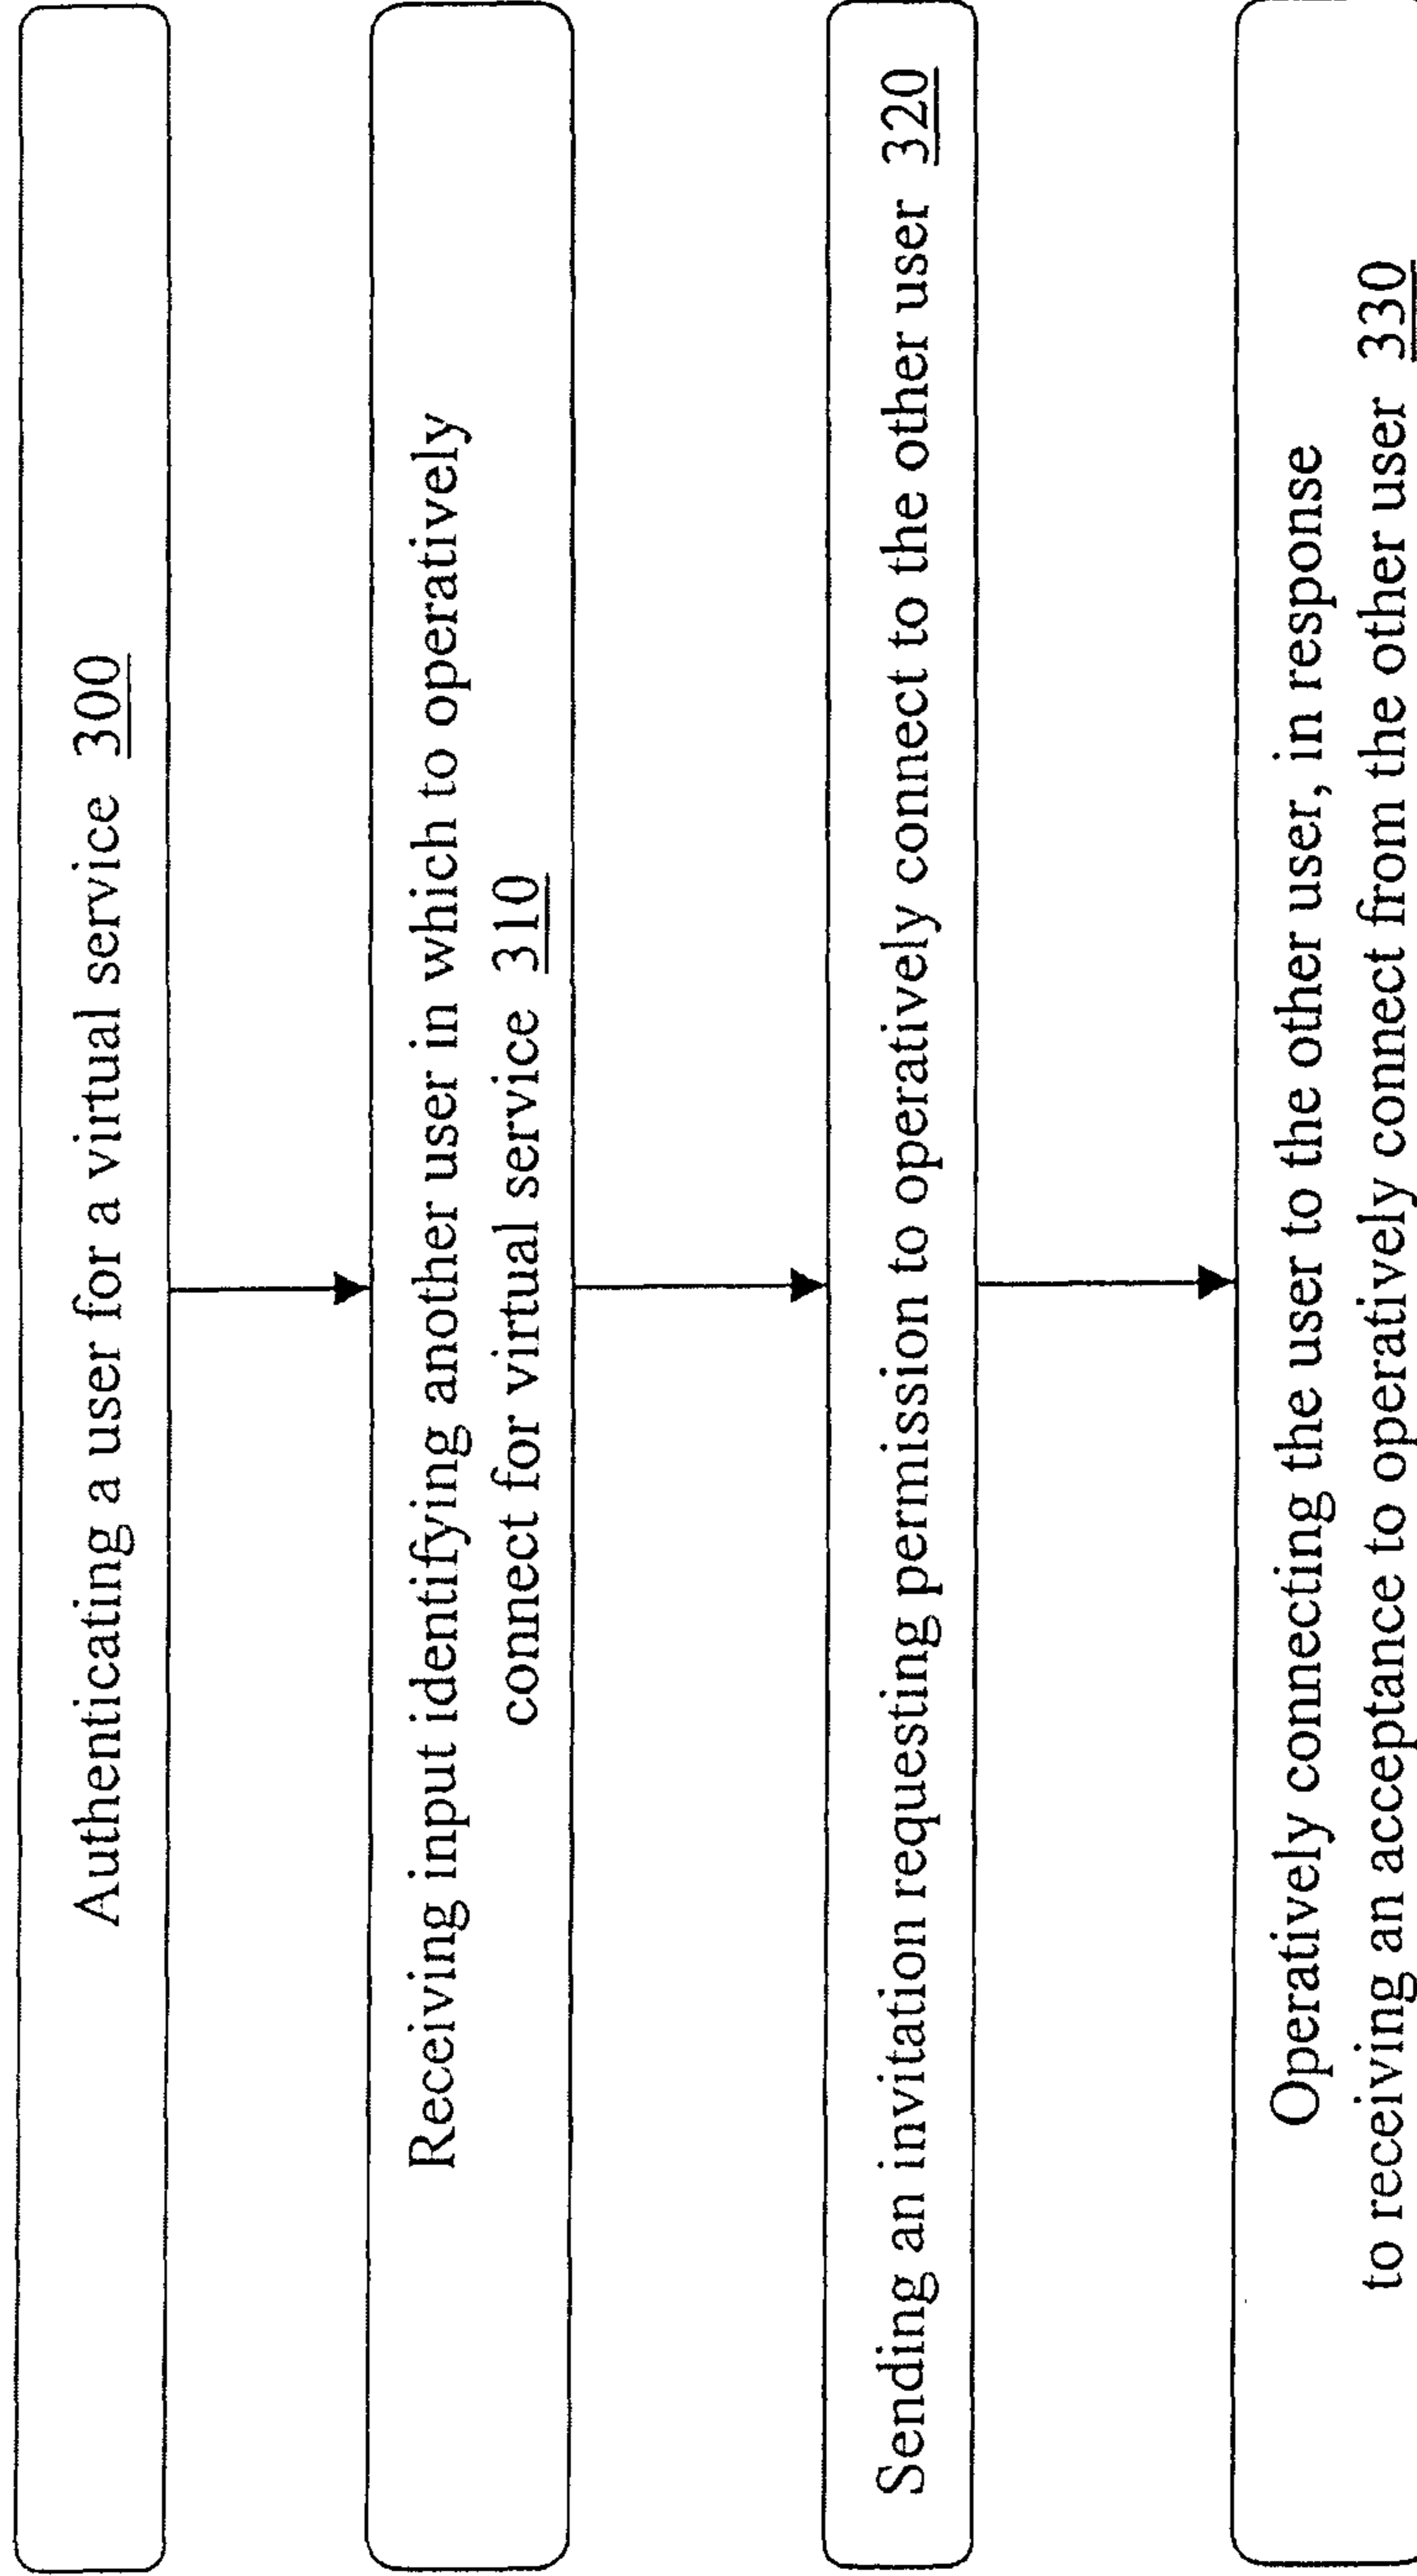 Authenticating a user for a virtual service 300
Receiving input identifying another user in which to operatively
connect for virtual service 310
Sending an invitation requesting permission to operatively connect to the other user 320
Operatively connecting the user to the other user, in response
to receiving an acceptance to operatively connect from the other user 330